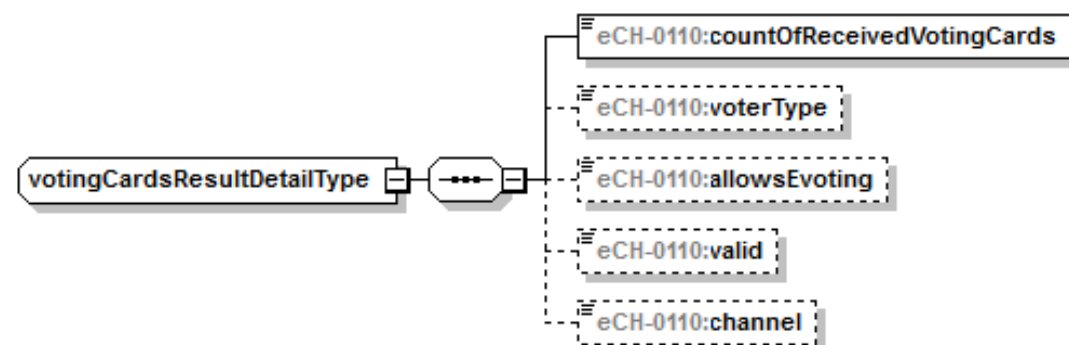 eCH-0110:countOfReceivedVotingCards
eCH-0110:voterType
votingCardsResultDetailType
eCH-0110:allowsEvoting
eCH-0110:valid
eCH-0110:channel